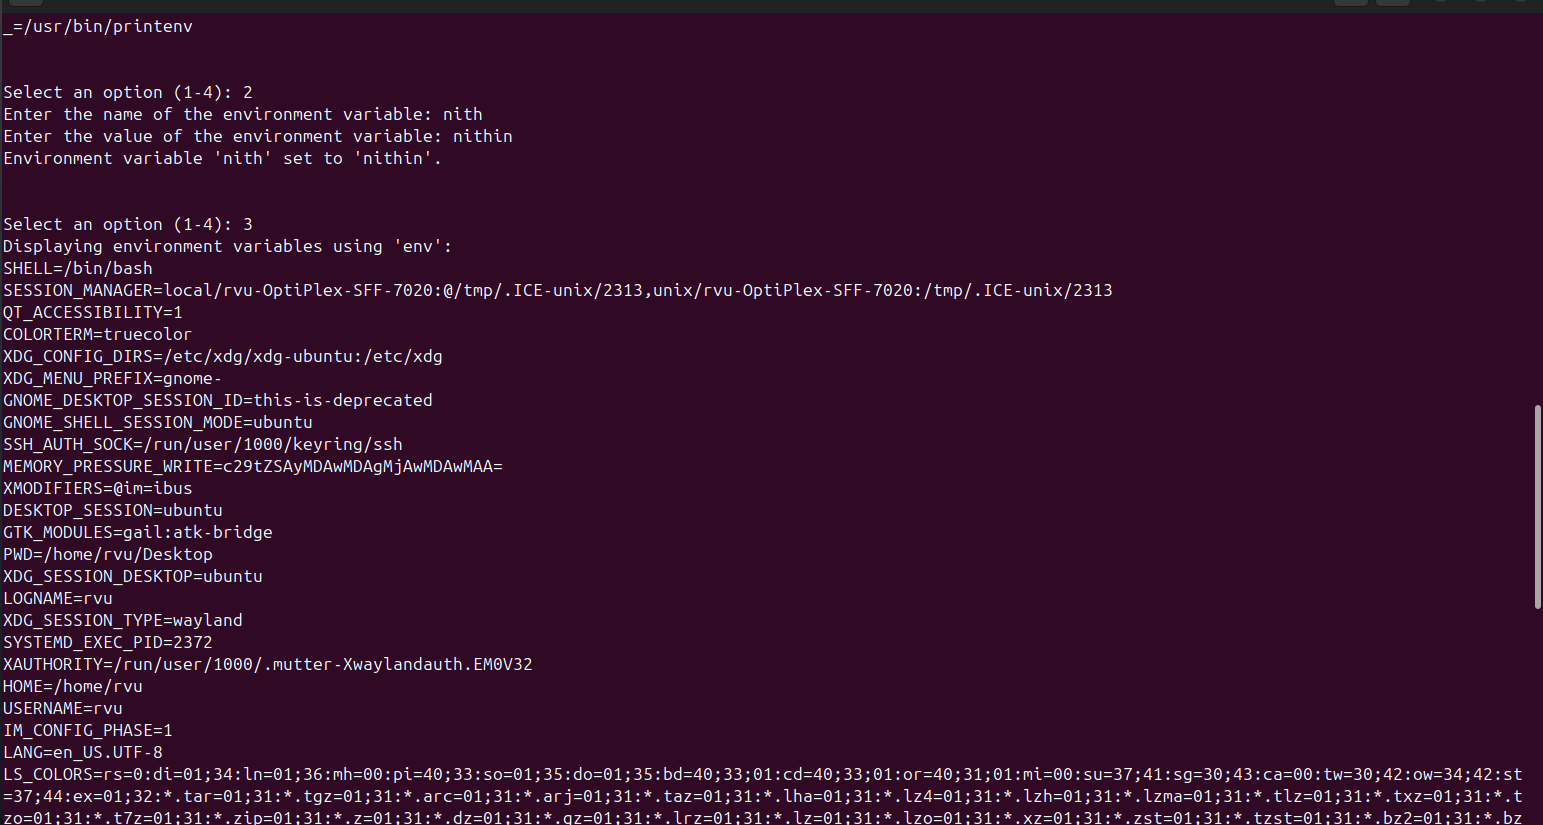 _=/usr/bin/printenv
Select an option (1-4): 2
Enter the name of the environment variable: nith
Enter the value of the environment variable: nithin
Environment variable 'nith' set to 'nithin'.
Select an option (1-4): 3
Displaying environment variables using 'env':
SHELL=/bin/bash
SESSION_MANAGER=local/rvu-OptiPlex-SFF-7020:@/tmp/.ICE-unix/2313,unix/rvu-OptiPlex-SFF-7020:/tmp/.ICE-unix/2313
QT_ACCESSIBILITY=1
COLORTERM=truecolor
XDG_CONFIG_DIRS=/etc/xdg/xdg-ubuntu:/etc/xdg
XDG_MENU_PREFIX=gnome-
GNOME_DESKTOP_SESSION_ID=this-is-deprecated
GNOME_SHELL_SESSION_MODE=ubuntu
SSH_AUTH_SOCK=/run/user/1000/keyring/ssh
MEMORY_PRESSURE_WRITE=c29tZSAyMDAwMDAgMjAwMDAwMAA=
XMODIFIERS=@im=ibus
DESKTOP_SESSION=ubuntu
GTK_MODULES=gail:atk-bridge
PWD=/home/rvu/Desktop
XDG_SESSION_DESKTOP=ubuntu
LOGNAME=rvu
XDG_SESSION_TYPE=wayland
SYSTEMD_EXEC_PID=2372
XAUTHORITY=/run/user/1000/.mutter-Xwaylandauth.EM0V32
HOME=/home/rvu
USERNAME=rvu
IM_CONFIG_PHASE=1
LANG=en_US.UTF-8
LS_COLORS=rs=0:di=01;34:ln=01;36:mh=00:pi=40;33:so=01;35:do=01;35:bd=40;33;01:cd=40;33;01:or=40;31;01:mi=00:su=37;41:sg=30;43:ca=00:tw=30;42:ow=34;42:st
=37;44:ex=01;32:*.tar=01;31:*.tgz=01;31:*.arc=01;31:*.arj=01;31:*.taz=01;31:*.lha=01;31:*.lz4=01;31:*.lzh=01;31:*.lzma=01;31:*.tlz=01;31:*.txz=01;31:*.t
zo=01;31:*.t7z=01;31:*.zip=01;31:*.z=01;31:*.dz=01;31:*.gz=01;31:*.lrz=01;31:*.lz=01;31:*.lzo=01;31:*.xz=01;31:*.zst=01;31:*.tzst=01;31:*.bz2=01;31:*.bz